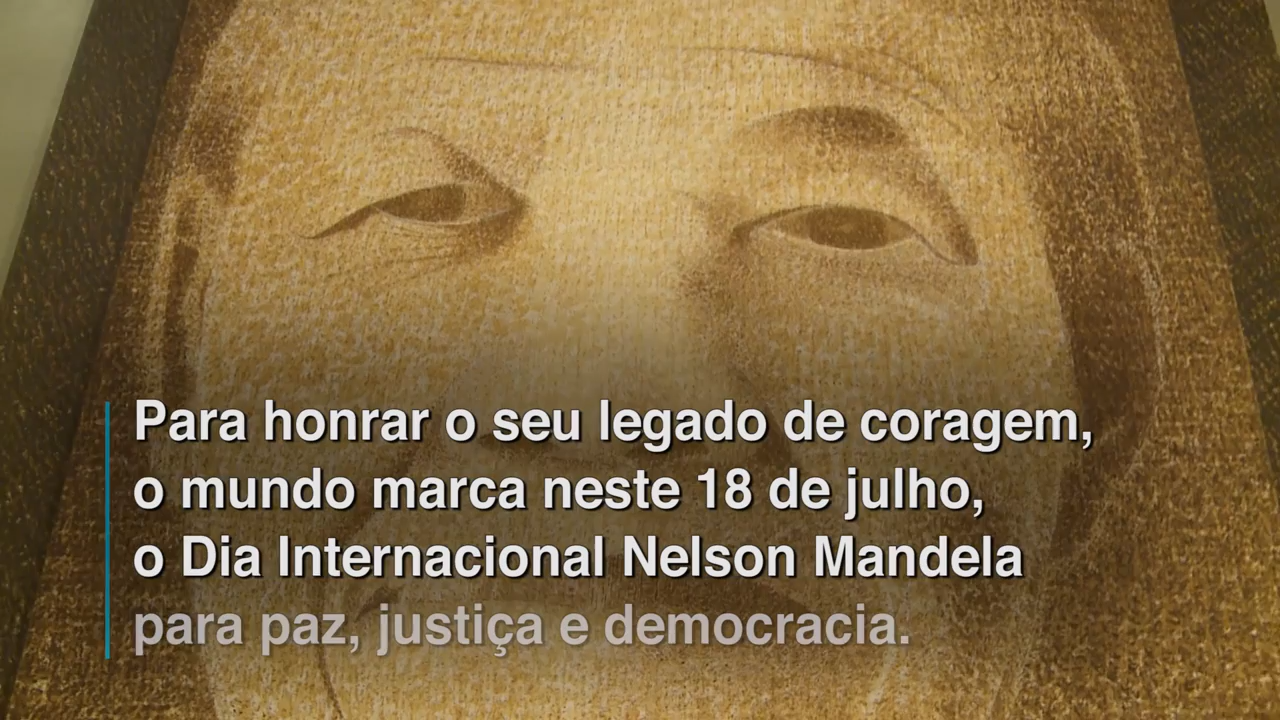 Para honrar o seu legado de coragem,
o mundo marca neste 18 de julho,
o Dia Internacional Nelson Mandela
para paz, justiça e democracia.